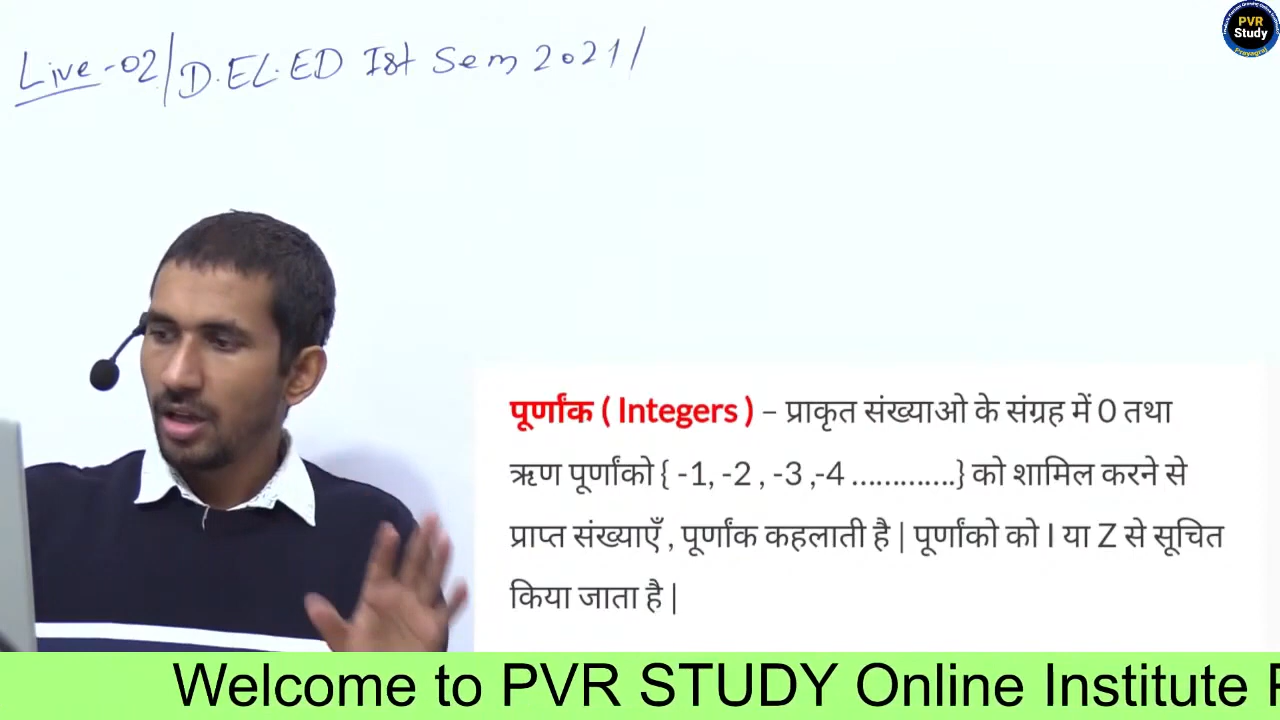 Live-02/D.EL.ED Ist Sem 2021/
PVR
Study
Prayagraj
पूर्णांक ( Integers ) – प्राकृत संख्याओ के संग्रह में 0 तथा
ऋण पूर्णांको { -1, -2 , -3 ,-4 .............} को शामिल करने से
प्राप्त संख्याएँ , पूर्णांक कहलाती है | पूर्णांको को I या Z से सूचित
किया जाता है |
Welcome to PVR STUDY Online Institute